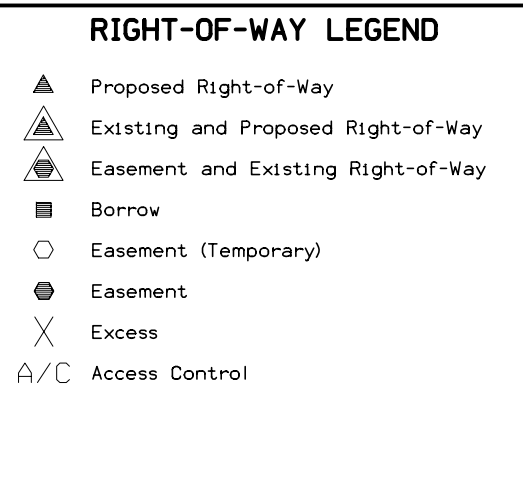 RIGHT-OF-WAY LEGEND
Proposed Right-of-Way
Existing and Proposed Right-of-Way
Easement and Existing Right-of-Way
Borrow
Easement (Temporary)
Easement
X Excess
A/C Access Control